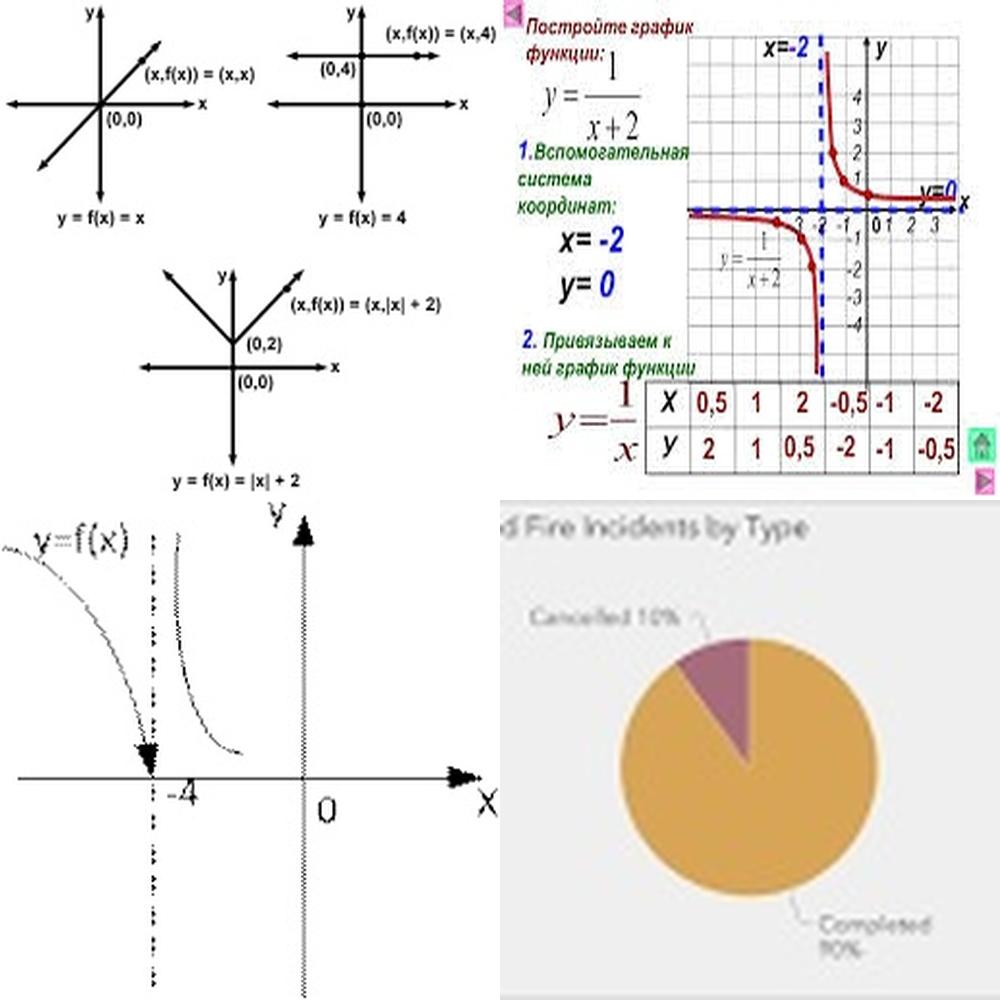 y
(x,f(x)) = (x,x)
x
(0,0)
y = f(x) = x
y
(x,f(x)) = (x,4)
(0,4)
x
(0,0)
y = f(x) = 4
y
(x,f(x)) = (x,|x| + 2)
(0,2)
x
(0,0)
y = f(x) = |x| + 2
Постройте график
функции:
y = 1/(x+2)
1.Вспомогательная
система
координат:
x= -2
y= 0
2. Привязываем к
ней график функции
y= 1/x
x=-2
y
4
3
2
1
y=0
x
-3 -2 -1 0 1 2 3
-1
-2
-3
-4
y= 1/(x+2)
X 0,5 1 2 -0,5 -1 -2
У 2 1 0,5 -2 -1 -0,5
y=f(x)
y
-4
0
X
d Fire Incidents by Type
Cancelled 10%
Completed
90%